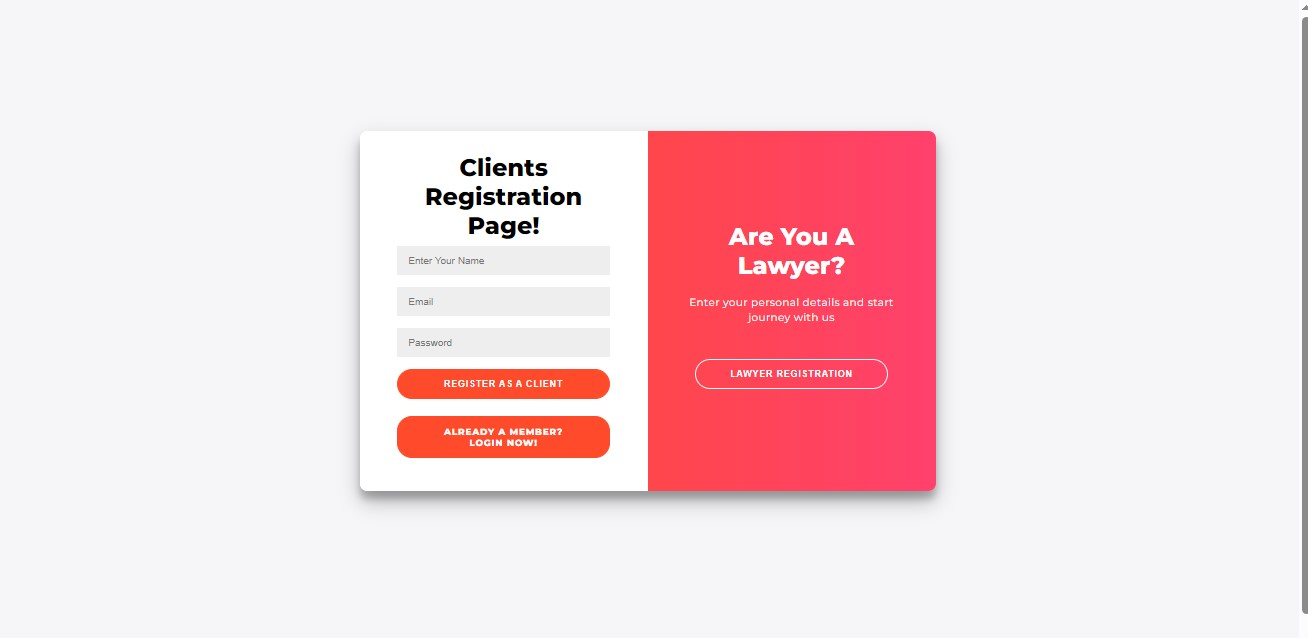 Clients
Registration
Page!
Enter Your Name
Email
Password
REGISTER AS A CLIENT
ALREADY A MEMBER?
LOGIN NOW!
Are You A
Lawyer?
Enter your personal details and start
journey with us
LAWYER REGISTRATION